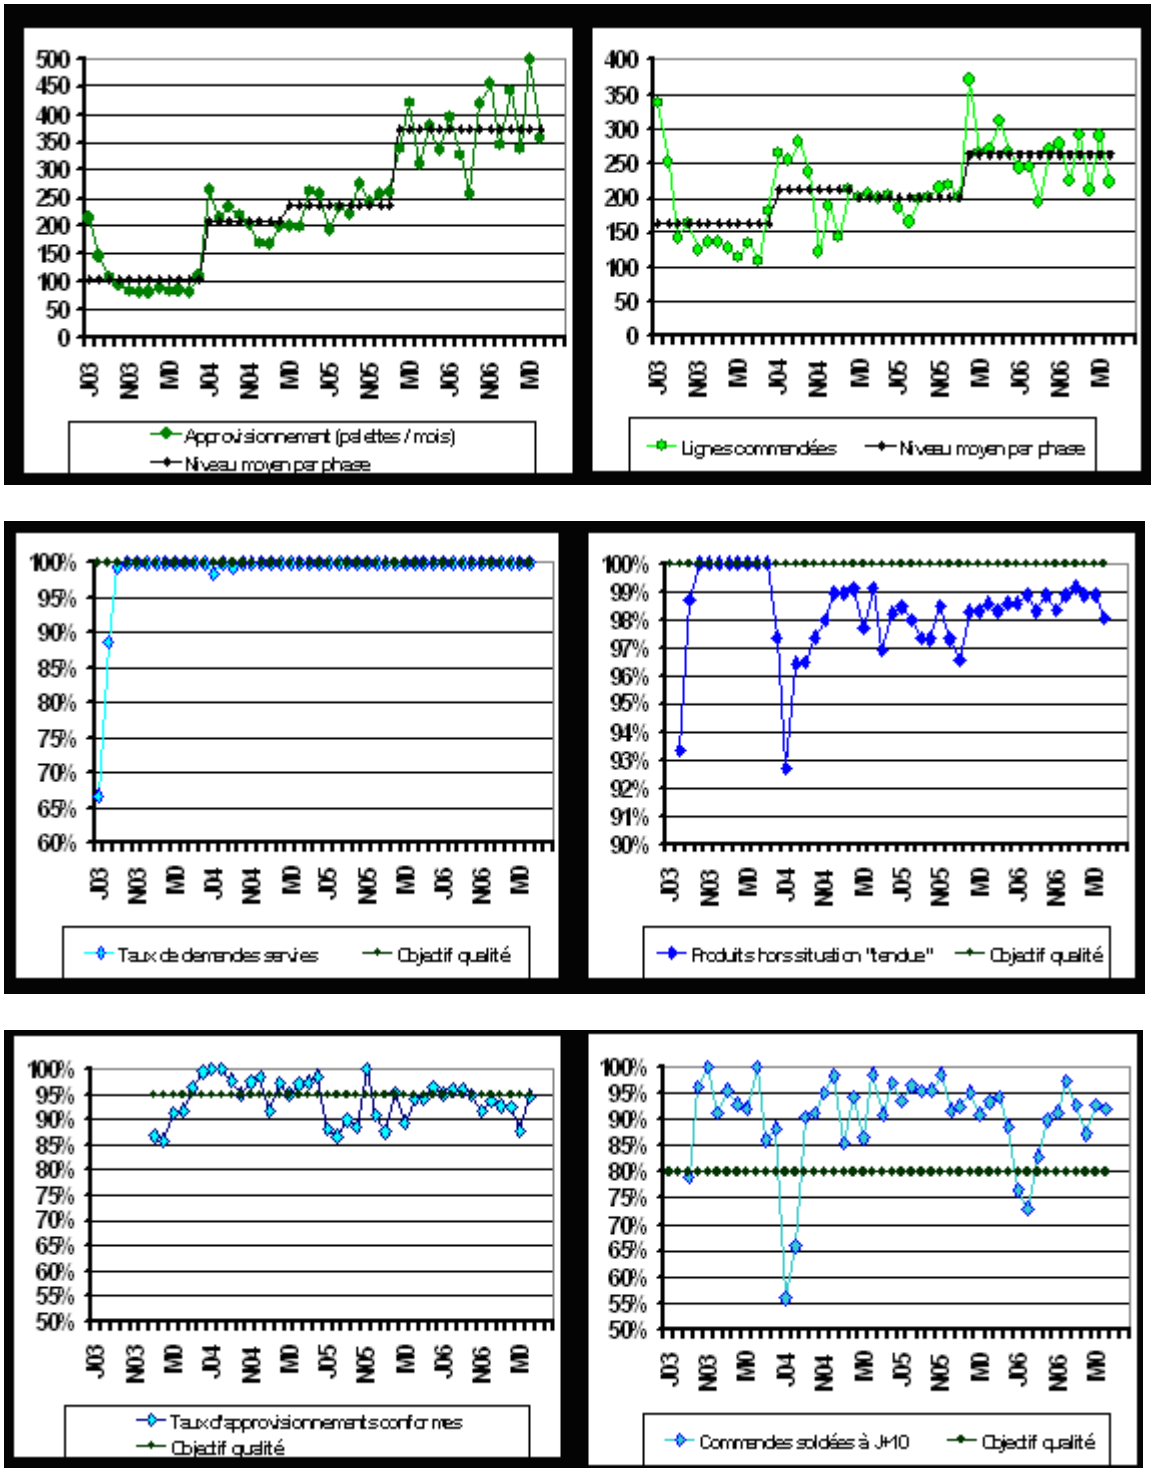 500
450
400
350
300
250
200
150
100
50
0
J03
N03
M0
J04
N04
M0
J05
N05
M0
J06
N06
M0
Approvisionnement (palettes / mois)
Niveau moyen par phase
400
350
300
250
200
150
100
50
0
J03
N03
M0
J04
N04
M0
J05
N05
M0
J06
N06
M0
Lignes commandées
Niveau moyen par phase
100%
95%
90%
85%
80%
75%
70%
65%
60%
J03
N03
M0
J04
N04
M0
J05
N05
M0
J06
N06
M0
Taux de demandes servies
Objectif qualité
100%
99%
98%
97%
96%
95%
94%
93%
92%
91%
90%
J03
N03
M0
J04
N04
M0
J05
N05
M0
J06
N06
M0
Produits hors situation "tendue"
Objectif qualité
100%
95%
90%
85%
80%
75%
70%
65%
60%
55%
50%
J03
N03
M0
J04
N04
M0
J05
N05
M0
J06
N06
M0
Taux d'approvisionnements conformes
Objectif qualité
100%
95%
90%
85%
80%
75%
70%
65%
60%
55%
50%
J03
N03
M0
J04
N04
M0
J05
N05
M0
J06
N06
M0
Commandes soldées à J+10
Objectif qualité